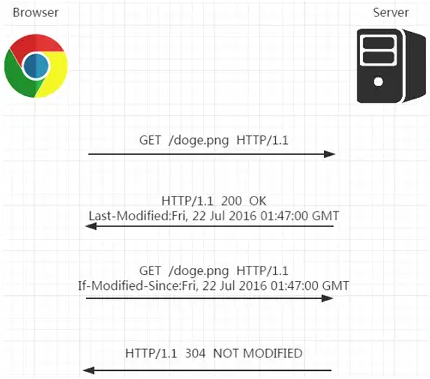 Browser
Server
GET /doge.png HTTP/1.1
HTTP/1.1 200 OK
Last-Modified:Fri, 22 Jul 2016 01:47:00 GMT
GET /doge.png HTTP/1.1
If-Modified-Since:Fri, 22 Jul 2016 01:47:00 GMT
HTTP/1.1 304 NOT MODIFIED